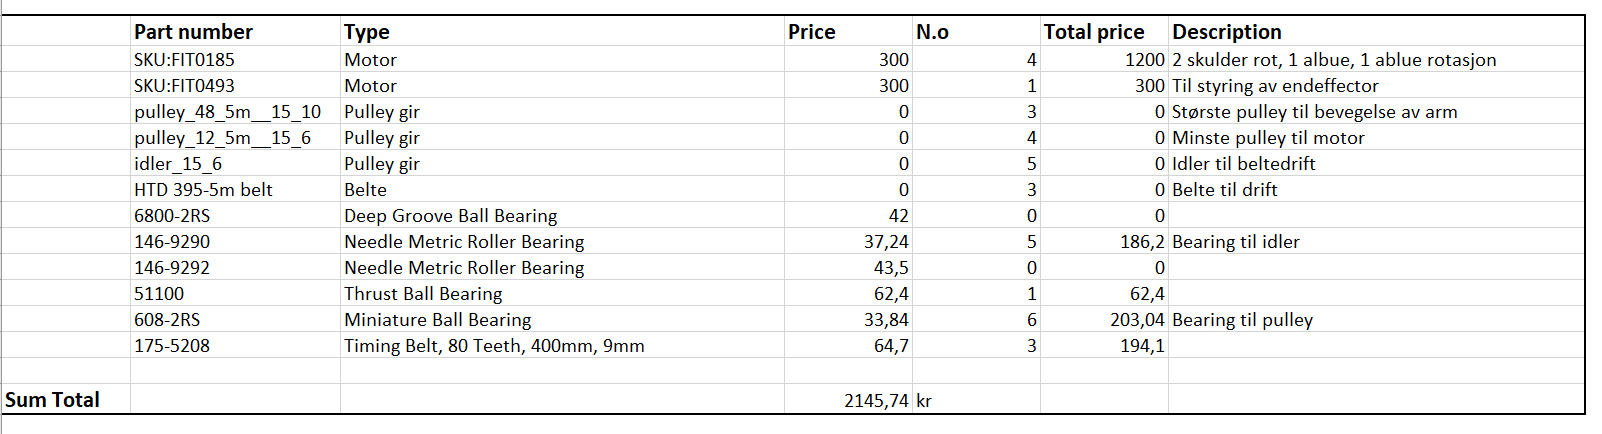 Part number Type Price N.o Total price Description
SKU:FIT0185 Motor 300 4 1200 2 skulder rot, 1 albue, 1 ablue rotasjon
SKU:FIT0493 Motor 300 1 300 Til styring av endeffector
pulley_48_5m__15_10 Pulley gir 0 3 0 Største pulley til bevegelse av arm
pulley_12_5m__15_6 Pulley gir 0 4 0 Minste pulley til motor
idler_15_6 Pulley gir 0 5 0 Idler til beltedrift
HTD 395-5m belt Belte 0 3 0 Belte til drift
6800-2RS Deep Groove Ball Bearing 42 0 0
146-9290 Needle Metric Roller Bearing 37,24 5 186,2 Bearing til idler
146-9292 Needle Metric Roller Bearing 43,5 0 0
51100 Thrust Ball Bearing 62,4 1 62,4
608-2RS Miniature Ball Bearing 33,84 6 203,04 Bearing til pulley
175-5208 Timing Belt, 80 Teeth, 400mm, 9mm 64,7 3 194,1
Sum Total 2145,74 kr